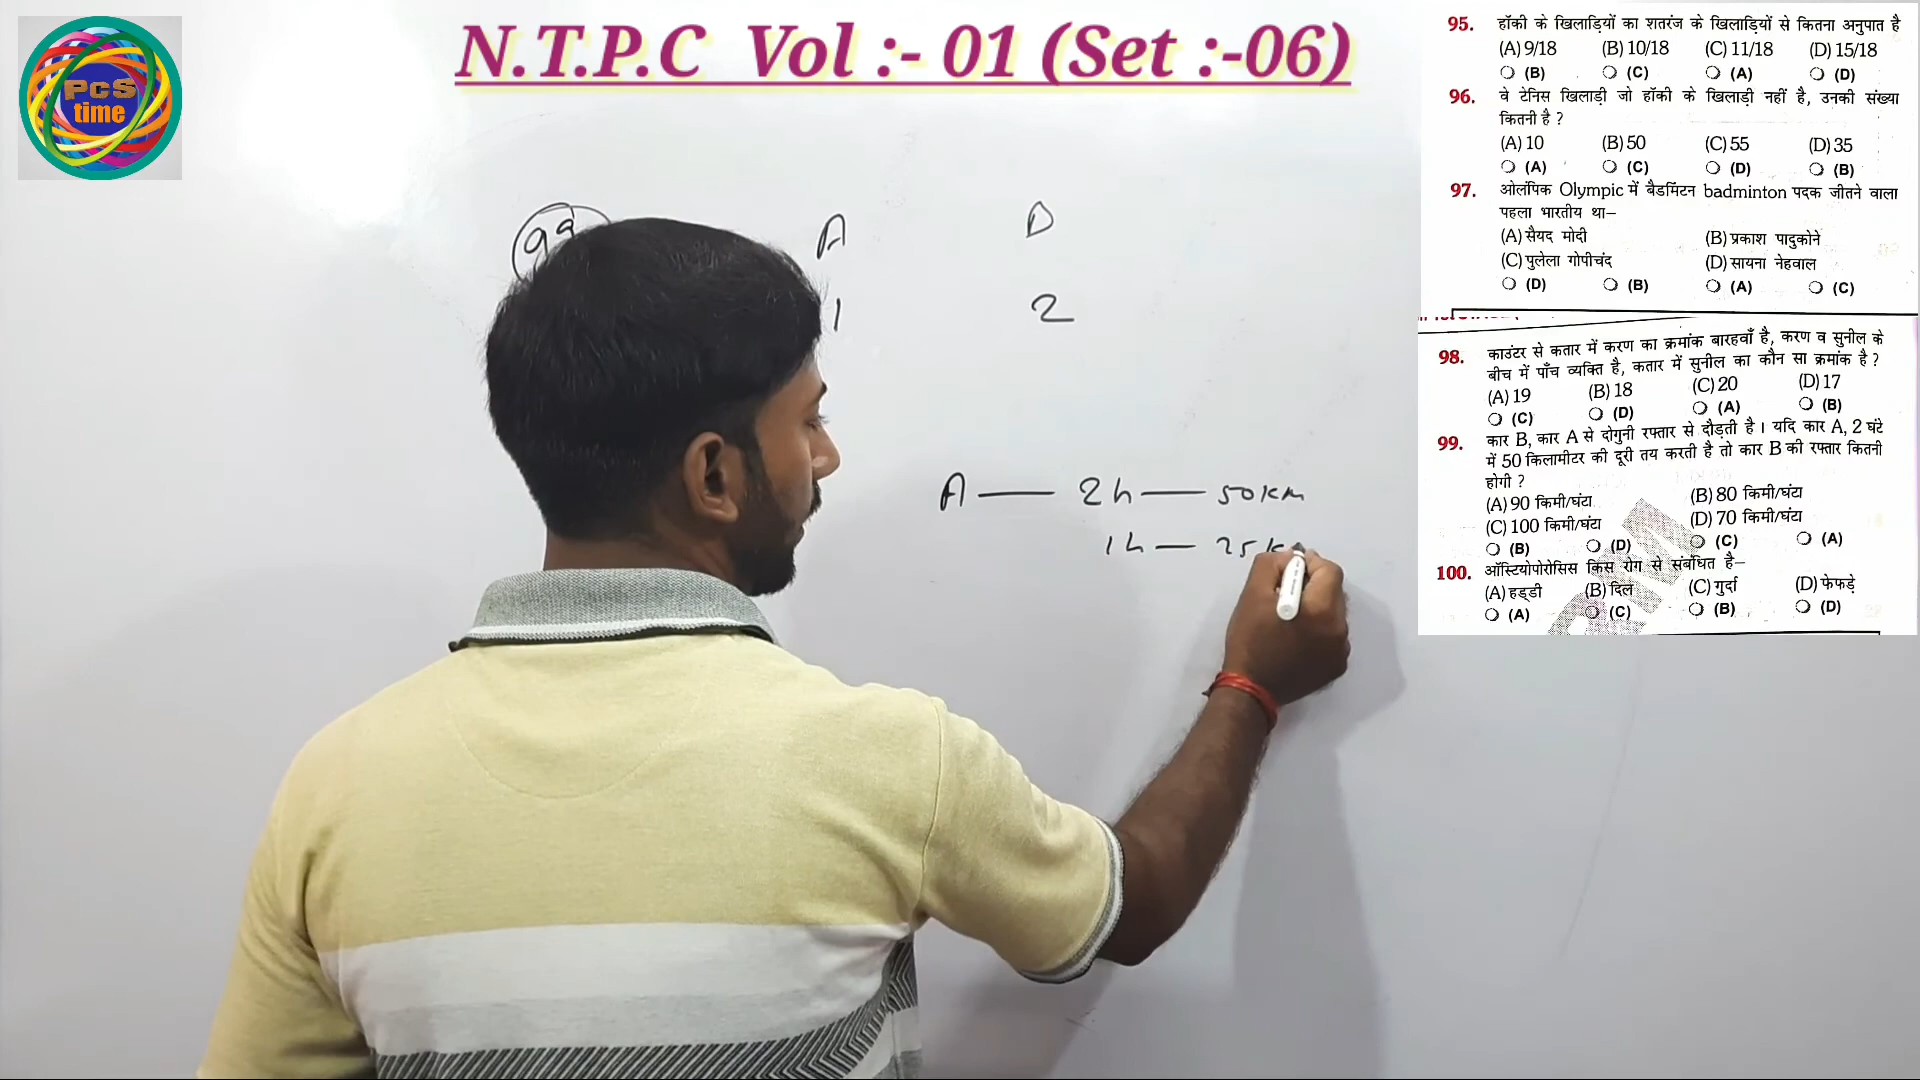 PcS
time
N.T.P.C Vol :- 01 (Set :-06)
99
A B
1 2
A — 2h — 50km
1h — 25 k
95. हॉकी के खिलाड़ियों का शतरंज के खिलाड़ियों से कितना अनुपात है
(A) 9/18 (B) 10/18 (C) 11/18 (D) 15/18
(B) (C) (A) (D)
96. वे टेनिस खिलाड़ी जो हॉकी के खिलाड़ी नहीं है, उनकी संख्या
कितनी है ?
(A) 10 (B) 50 (C) 55 (D) 35
(A) (C) (D) (B)
97. ओलंपिक Olympic में बैडमिंटन badminton पदक जीतने वाला
पहला भारतीय था–
(A) सैयद मोदी (B) प्रकाश पादुकोने
(C) पुलेला गोपीचंद (D) सायना नेहवाल
(D) (B) (A) (C)
98. काउंटर से कतार में करण का क्रमांक बारहवाँ है, करण व सुनील के
बीच में पाँच व्यक्ति है, कतार में सुनील का कौन सा क्रमांक है ?
(A) 19 (B) 18 (C) 20 (D) 17
(C) (D) (A) (B)
99. कार B, कार A से दोगुनी रफ्तार से दौड़ती है। यदि कार A, 2 घंटे
में 50 किलामीटर की दूरी तय करती है तो कार B की रफ्तार कितनी
होगी ?
(A) 90 किमी/घंटा (B) 80 किमी/घंटा
(C) 100 किमी/घंटा (D) 70 किमी/घंटा
(B) (D) (C) (A)
100. ऑस्टियोपोरोसिस किस रोग से संबंधित है–
(A) हड्डी (B) दिल (C) गुर्दा (D) फेफड़े
(A) (C) (B) (D)